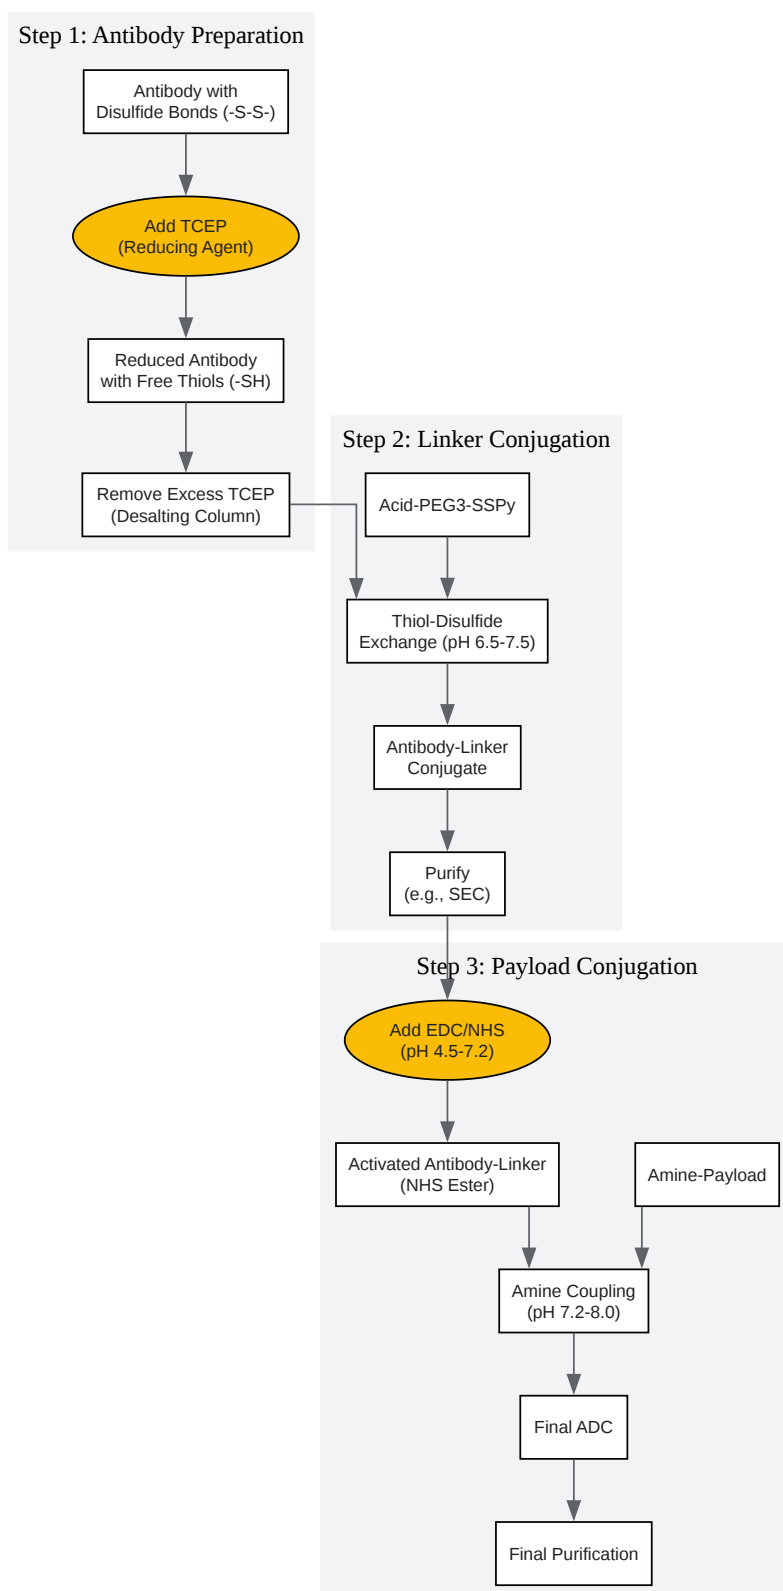 Step 1: Antibody Preparation
Antibody with
Disulfide Bonds (-S-S-)
Add TCEP
(Reducing Agent)
Reduced Antibody
with Free Thiols (-SH)
Remove Excess TCEP
(Desalting Column)
Step 2: Linker Conjugation
Acid-PEG3-SSPy
Thiol-Disulfide
Exchange (pH 6.5-7.5)
Antibody-Linker
Conjugate
Purify
(e.g., SEC)
Step 3: Payload Conjugation
Add EDC/NHS
(pH 4.5-7.2)
Activated Antibody-Linker
(NHS Ester)
Amine-Payload
Amine Coupling
(pH 7.2-8.0)
Final ADC
Final Purification